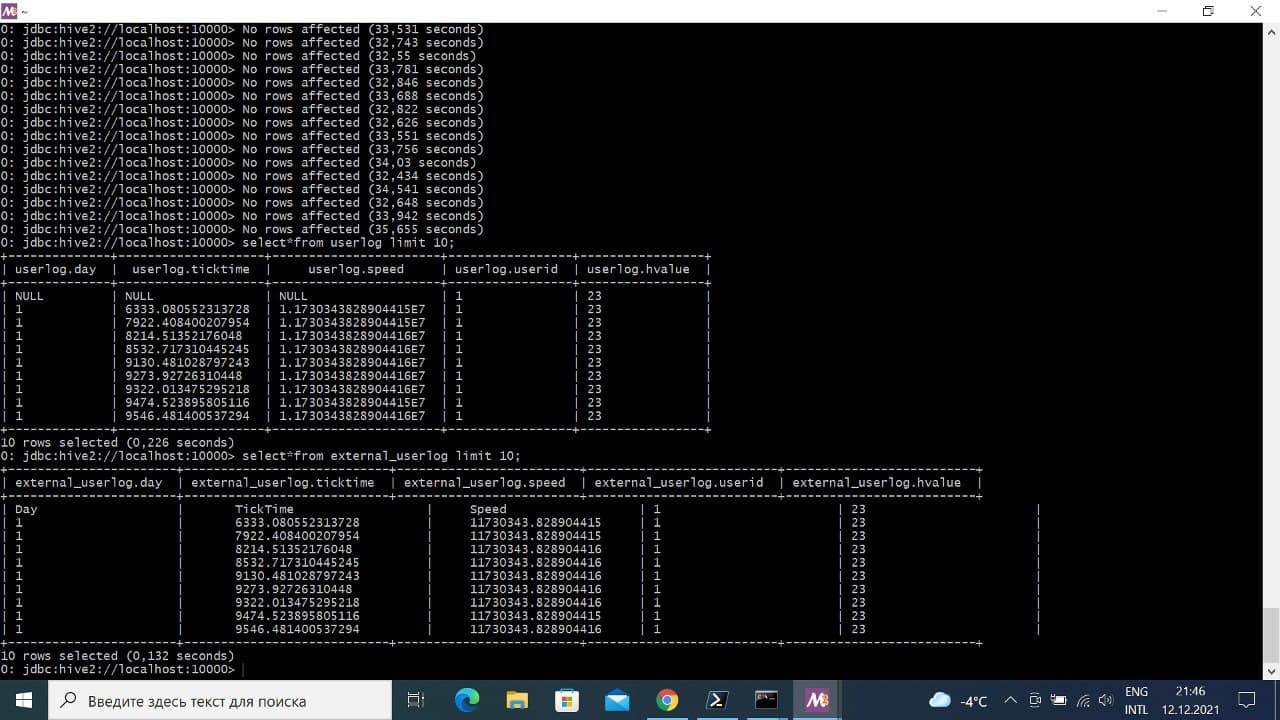 ~
0: jdbc:hive2://localhost:10000> No rows affected (33,531 seconds)
0: jdbc:hive2://localhost:10000> No rows affected (32,743 seconds)
0: jdbc:hive2://localhost:10000> No rows affected (32,55 seconds)
0: jdbc:hive2://localhost:10000> No rows affected (33,781 seconds)
0: jdbc:hive2://localhost:10000> No rows affected (32,846 seconds)
0: jdbc:hive2://localhost:10000> No rows affected (33,688 seconds)
0: jdbc:hive2://localhost:10000> No rows affected (32,822 seconds)
0: jdbc:hive2://localhost:10000> No rows affected (32,626 seconds)
0: jdbc:hive2://localhost:10000> No rows affected (33,551 seconds)
0: jdbc:hive2://localhost:10000> No rows affected (33,756 seconds)
0: jdbc:hive2://localhost:10000> No rows affected (34,03 seconds)
0: jdbc:hive2://localhost:10000> No rows affected (32,434 seconds)
0: jdbc:hive2://localhost:10000> No rows affected (34,541 seconds)
0: jdbc:hive2://localhost:10000> No rows affected (32,648 seconds)
0: jdbc:hive2://localhost:10000> No rows affected (33,942 seconds)
0: jdbc:hive2://localhost:10000> No rows affected (35,655 seconds)
0: jdbc:hive2://localhost:10000> select*from userlog limit 10;
| userlog.day | userlog.ticktime | userlog.speed | userlog.userid | userlog.hvalue |
| NULL | NULL | NULL | 1 | 23 |
| 1 | 6333.080552313728 | 1.1730343828904415E7 | 1 | 23 |
| 1 | 7922.408400207954 | 1.1730343828904415E7 | 1 | 23 |
| 1 | 8214.51352176048 | 1.1730343828904416E7 | 1 | 23 |
| 1 | 8532.717310445245 | 1.1730343828904416E7 | 1 | 23 |
| 1 | 9130.481028797243 | 1.1730343828904416E7 | 1 | 23 |
| 1 | 9273.92726310448 | 1.1730343828904416E7 | 1 | 23 |
| 1 | 9322.013475295218 | 1.1730343828904416E7 | 1 | 23 |
| 1 | 9474.523895805116 | 1.1730343828904415E7 | 1 | 23 |
| 1 | 9546.481400537294 | 1.1730343828904416E7 | 1 | 23 |
10 rows selected (0,226 seconds)
0: jdbc:hive2://localhost:10000> select*from external_userlog limit 10;
| external_userlog.day | external_userlog.ticktime | external_userlog.speed | external_userlog.userid | external_userlog.hvalue |
| Day | TickTime | Speed | 1 | 23 |
| 1 | 6333.080552313728 | 11730343.828904415 | 1 | 23 |
| 1 | 7922.408400207954 | 11730343.828904415 | 1 | 23 |
| 1 | 8214.51352176048 | 11730343.828904416 | 1 | 23 |
| 1 | 8532.717310445245 | 11730343.828904416 | 1 | 23 |
| 1 | 9130.481028797243 | 11730343.828904416 | 1 | 23 |
| 1 | 9273.92726310448 | 11730343.828904416 | 1 | 23 |
| 1 | 9322.013475295218 | 11730343.828904416 | 1 | 23 |
| 1 | 9474.523895805116 | 11730343.828904415 | 1 | 23 |
| 1 | 9546.481400537294 | 11730343.828904416 | 1 | 23 |
10 rows selected (0,132 seconds)
0: jdbc:hive2://localhost:10000>
Введите здесь текст для поиска
-4°C
ENG
INTL
21:46
12.12.2021